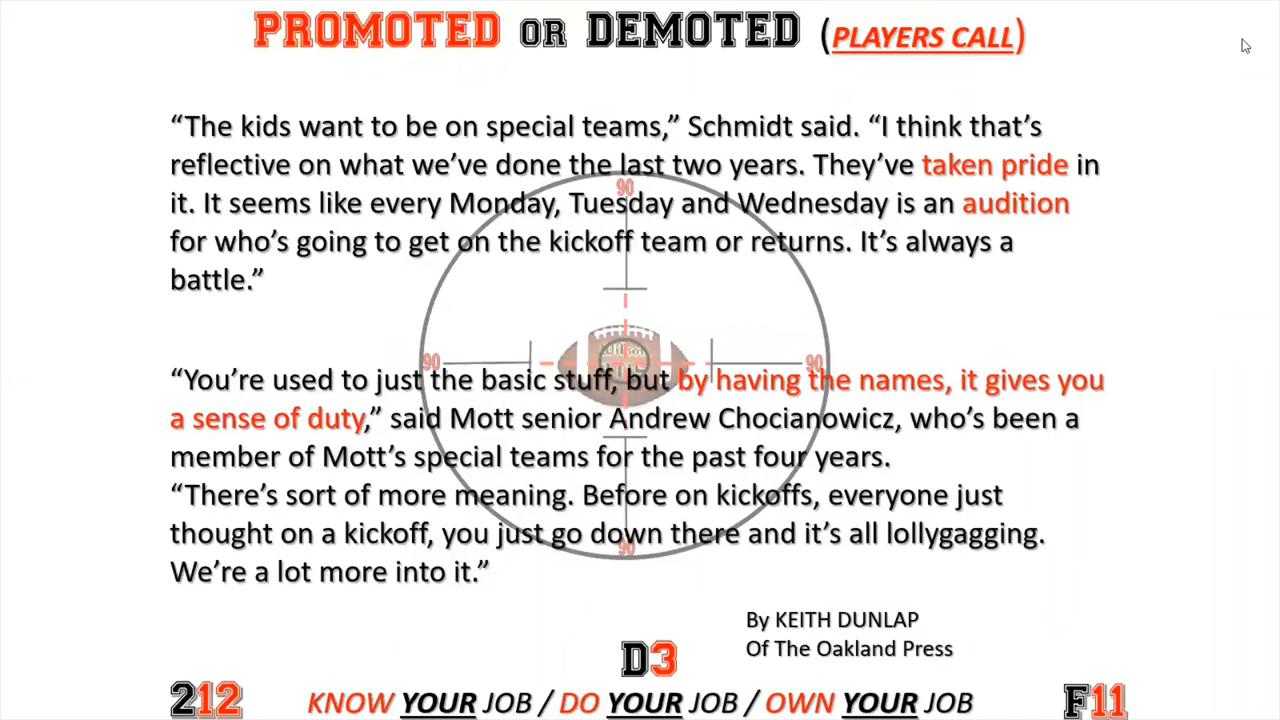 PROMOTED OR DEMOTED (PLAYERS CALL)
“The kids want to be on special teams,” Schmidt said. “I think that’s
reflective on what we’ve done the last two years. They’ve taken pride in
it. It seems like every Monday, Tuesday and Wednesday is an audition
90
for who’s going to get on the kickoff team or returns. It’s always a
battle.”
Wilson
90
90
“You’re used to just the basic stuff, but by having the names, it gives you
a sense of duty,” said Mott senior Andrew Chocianowicz, who’s been a
member of Mott’s special teams for the past four years.
“There’s sort of more meaning. Before on kickoffs, everyone just
thought on a kickoff, you just go down there and it’s all lollygagging.
90
We’re a lot more into it.”
By KEITH DUNLAP
Of The Oakland Press
D3
212 KNOW YOUR JOB / DO YOUR JOB / OWN YOUR JOB F11